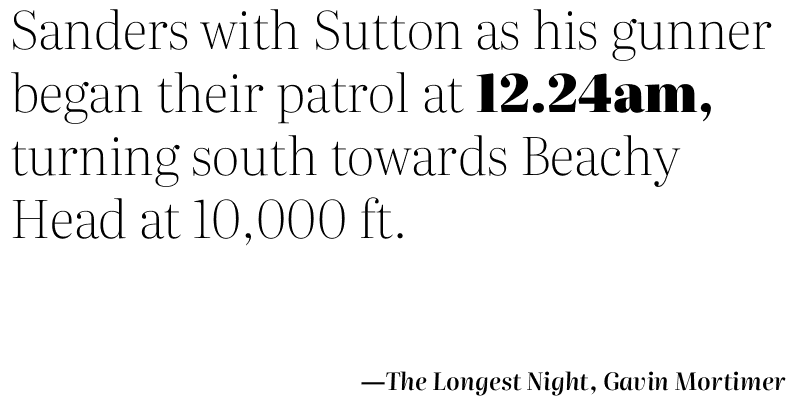 Sanders with Sutton as his gunner
began their patrol at 12.24am,
turning south towards Beachy
Head at 10,000 ft.
—The Longest Night, Gavin Mortimer